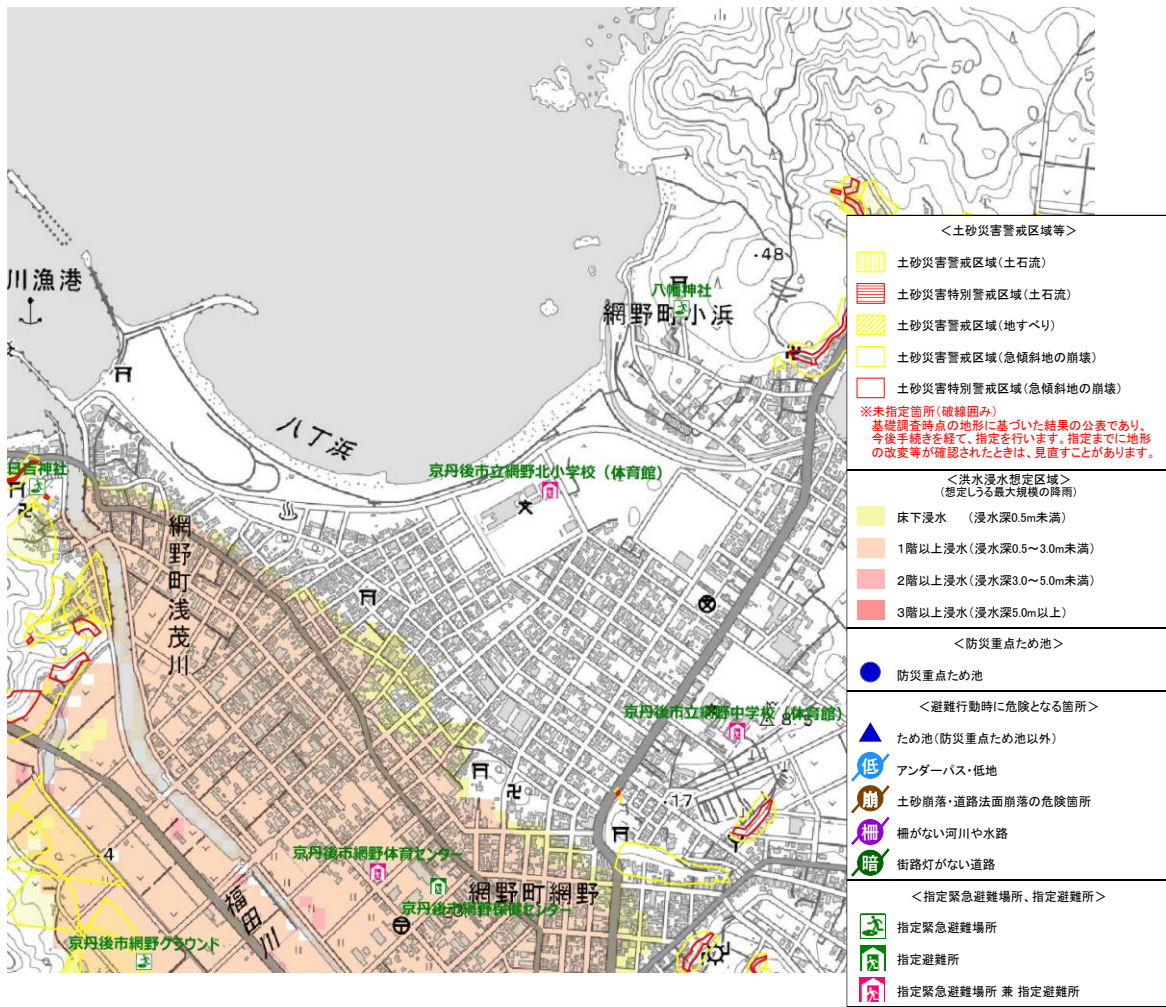 50
5
・48
川漁港
八幡神社
網野町小浜
八丁浜
京丹後市立網野北小学校（体育館）
日吉神社
網野町浅茂川
京丹後市立網野中学校（体育館）
・17
4
京丹後市網野体育センター
網野町網野
京丹後市網野保健センター
福田川
京丹後市網野グラウンド
＜土砂災害警戒区域等＞
土砂災害警戒区域（土石流）
土砂災害特別警戒区域（土石流）
土砂災害警戒区域（地すべり）
土砂災害警戒区域（急傾斜地の崩壊）
土砂災害特別警戒区域（急傾斜地の崩壊）
※未指定箇所（破線囲み）
基礎調査時点の地形に基づいた結果の公表であり、
今後手続きを経て、指定を行います。指定までに地形
の改変等が確認されたときは、見直すことがあります。
＜洪水浸水想定区域＞
（想定しうる最大規模の降雨）
床下浸水　（浸水深0.5m未満）
1階以上浸水（浸水深0.5～3.0m未満）
2階以上浸水（浸水深3.0～5.0m未満）
3階以上浸水（浸水深5.0m以上）
＜防災重点ため池＞
防災重点ため池
＜避難行動時に危険となる箇所＞
ため池（防災重点ため池以外）
低 アンダーパス・低地
崩 土砂崩落・道路法面崩落の危険箇所
柵 柵がない河川や水路
暗 街路灯がない道路
＜指定緊急避難場所、指定避難所＞
指定緊急避難場所
指定避難所
指定緊急避難場所 兼 指定避難所